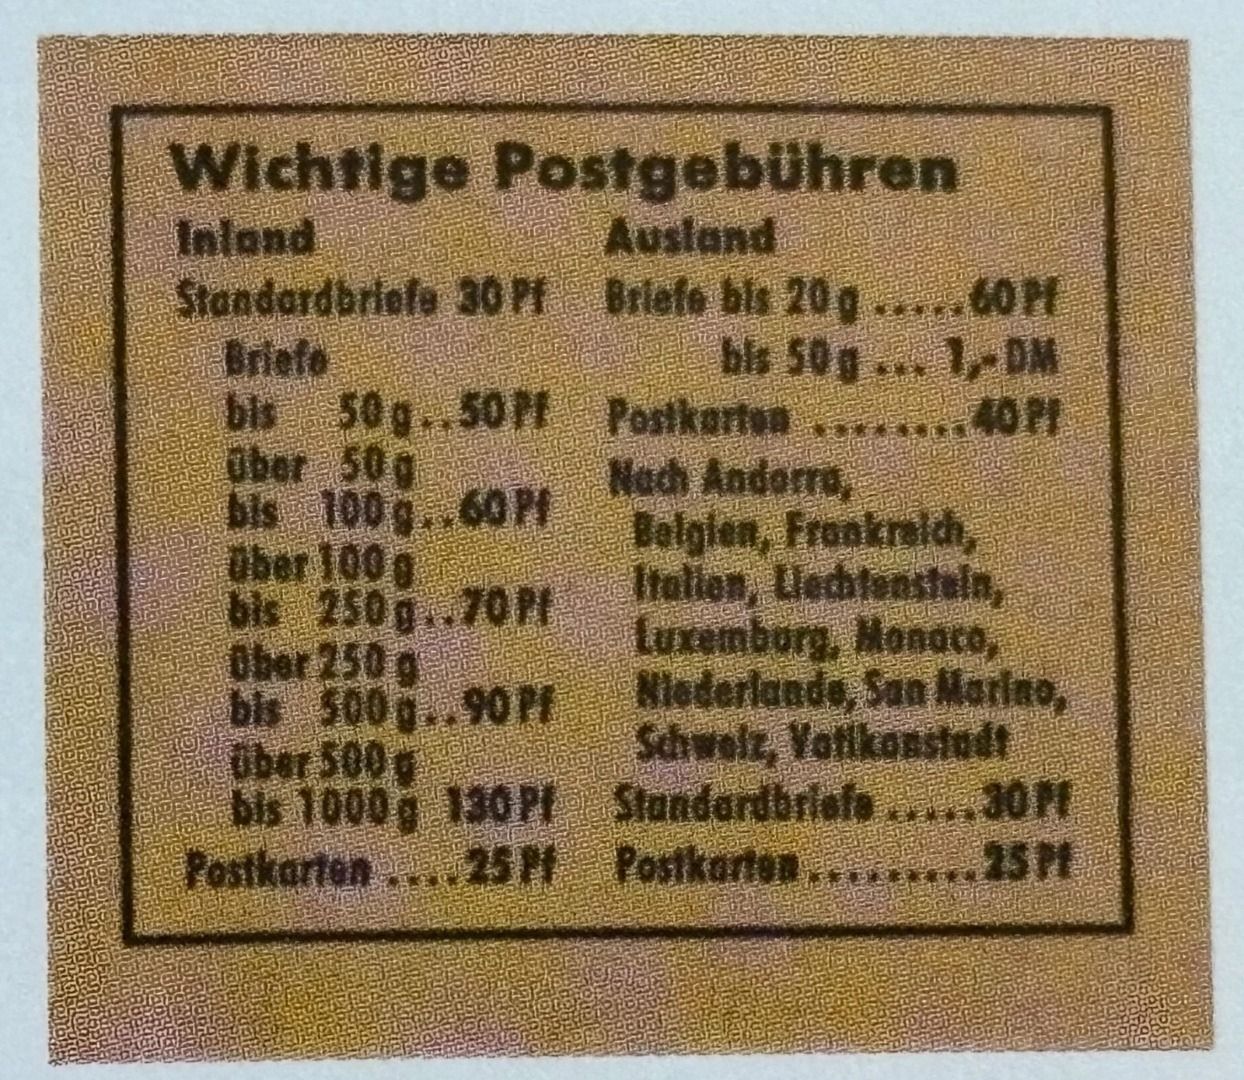 Wichtige Postgebühren
Inland
Standardbriefe 30 Pf
Briefe
bis 50 g..50 Pf
über 50 g
bis 100 g..60 Pf
über 100 g
bis 250 g..70 Pf
über 250 g
bis 500 g..90 Pf
über 500 g
bis 1000 g 130 Pf
Postkarten ....25 Pf
Ausland
Briefe bis 20 g .....60 Pf
bis 50 g ... 1,- DM
Postkarten ........40 Pf
Nach Andorra,
Belgien, Frankreich,
Italien, Liechtenstein,
Luxemburg, Monaco,
Niederlande, San Marino,
Schweiz, Vatikanstadt
Standardbriefe .....30 Pf
Postkarten .........25 Pf